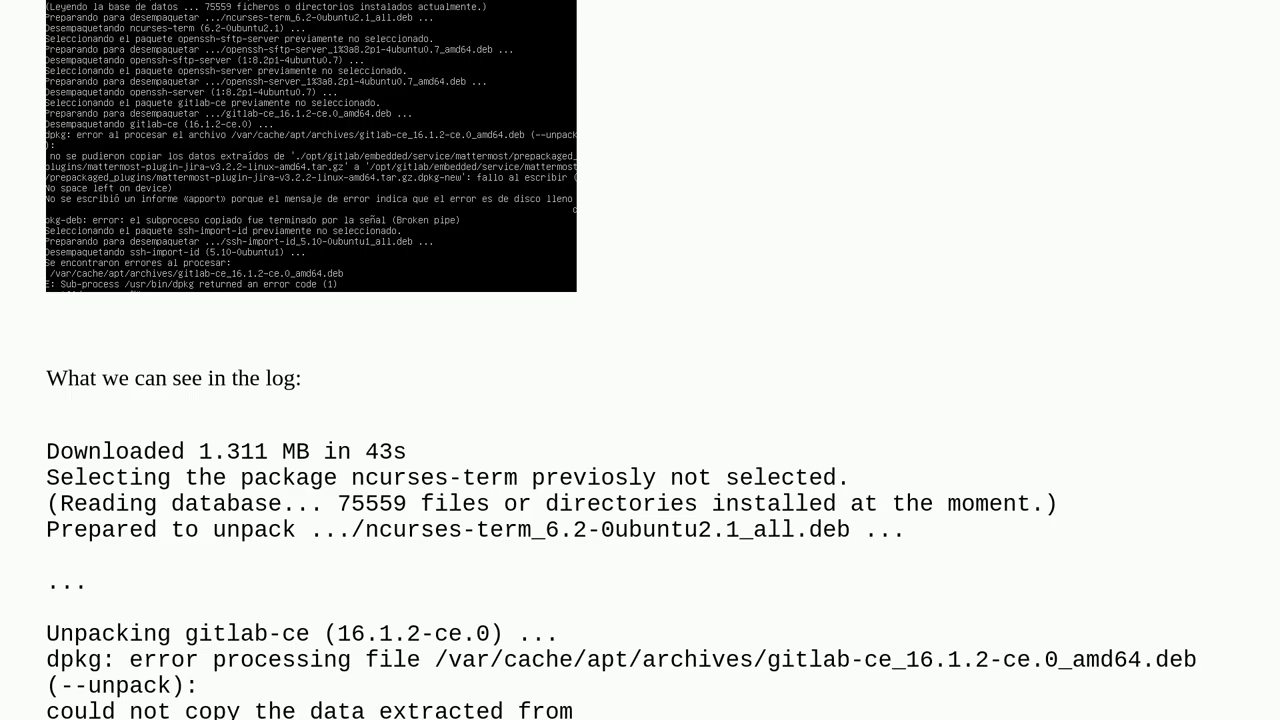 (Leyendo la base de datos ... 75559 ficheros o directorios instalados actualmente.)
Preparando para desempaquetar .../ncurses-term_6.2-0ubuntu2.1_all.deb ...
Desempaquetando ncurses-term (6.2-0ubuntu2.1) ...
Seleccionando el paquete openssh-sftp-server previamente no seleccionado.
Preparando para desempaquetar .../openssh-sftp-server_1%3a8.2p1-4ubuntu0.7_amd64.deb ...
Desempaquetando openssh-sftp-server (1:8.2p1-4ubuntu0.7) ...
Seleccionando el paquete openssh-server previamente no seleccionado.
Preparando para desempaquetar .../openssh-server_1%3a8.2p1-4ubuntu0.7_amd64.deb ...
Desempaquetando openssh-server (1:8.2p1-4ubuntu0.7) ...
Seleccionando el paquete gitlab-ce previamente no seleccionado.
Preparando para desempaquetar .../gitlab-ce_16.1.2-ce.0_amd64.deb ...
Desempaquetando gitlab-ce (16.1.2-ce.0) ...
dpkg: error al procesar el archivo /var/cache/apt/archives/gitlab-ce_16.1.2-ce.0_amd64.deb (--unpack
):
no se pudieron copiar los datos extraídos de './opt/gitlab/embedded/service/mattermost/prepackaged_
plugins/mattermost-plugin-jira-v3.2.2-linux-amd64.tar.gz' a '/opt/gitlab/embedded/service/mattermost
/prepackaged_plugins/mattermost-plugin-jira-v3.2.2-linux-amd64.tar.gz.dpkg-new': fallo al escribir (
No space left on device)
No se escribió un informe «apport» porque el mensaje de error indica que el error es de disco lleno
dpkg-deb: error: el subproceso copiado fue terminado por la señal (Broken pipe)
Seleccionando el paquete ssh-import-id previamente no seleccionado.
Preparando para desempaquetar .../ssh-import-id_5.10-0ubuntu1_all.deb ...
Desempaquetando ssh-import-id (5.10-0ubuntu1) ...
Se encontraron errores al procesar:
/var/cache/apt/archives/gitlab-ce_16.1.2-ce.0_amd64.deb
E: Sub-process /usr/bin/dpkg returned an error code (1)
What we can see in the log:
Downloaded 1.311 MB in 43s
Selecting the package ncurses-term previosly not selected.
(Reading database... 75559 files or directories installed at the moment.)
Prepared to unpack .../ncurses-term_6.2-0ubuntu2.1_all.deb ...
...
Unpacking gitlab-ce (16.1.2-ce.0) ...
dpkg: error processing file /var/cache/apt/archives/gitlab-ce_16.1.2-ce.0_amd64.deb
(--unpack):
could not copy the data extracted from